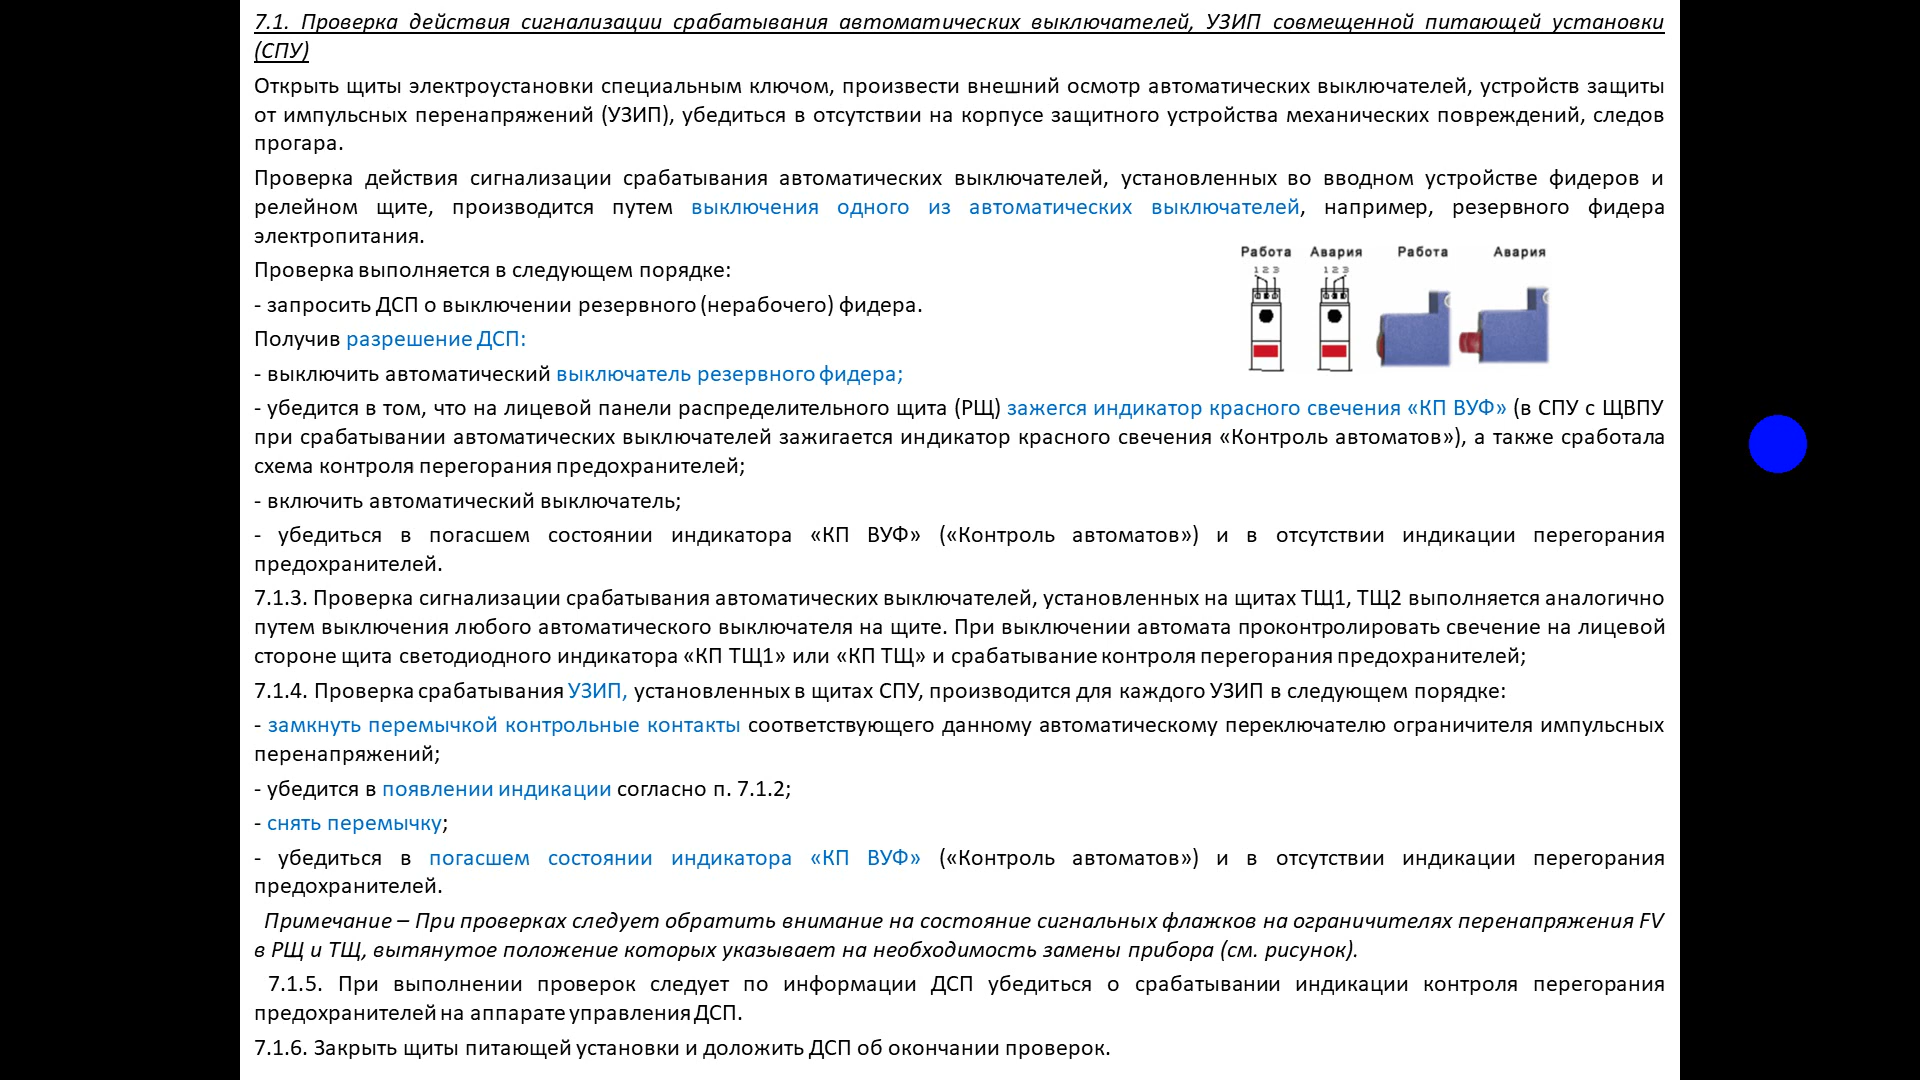 7.1. Проверка действия сигнализации срабатывания автоматических выключателей, УЗИП совмещенной питающей установки
(СПУ)
Открыть щиты электроустановки специальным ключом, произвести внешний осмотр автоматических выключателей, устройств защиты
от импульсных перенапряжений (УЗИП), убедиться в отсутствии на корпусе защитного устройства механических повреждений, следов
прогара.
Проверка действия сигнализации срабатывания автоматических выключателей, установленных во вводном устройстве фидеров и
релейном щите, производится путем выключения одного из автоматических выключателей, например, резервного фидера
электропитания.
Работа Авария Работа Авария
1 2 3 1 2 3
Проверка выполняется в следующем порядке:
- запросить ДСП о выключении резервного (нерабочего) фидера.
Получив разрешение ДСП:
- выключить автоматический выключатель резервного фидера;
- убедится в том, что на лицевой панели распределительного щита (РЩ) зажегся индикатор красного свечения «КП ВУФ» (в СПУ с ЩВПУ
при срабатывании автоматических выключателей зажигается индикатор красного свечения «Контроль автоматов»), а также сработала
схема контроля перегорания предохранителей;
- включить автоматический выключатель;
- убедиться в погасшем состоянии индикатора «КП ВУФ» («Контроль автоматов») и в отсутствии индикации перегорания
предохранителей.
7.1.3. Проверка сигнализации срабатывания автоматических выключателей, установленных на щитах ТЩ1, ТЩ2 выполняется аналогично
путем выключения любого автоматического выключателя на щите. При выключении автомата проконтролировать свечение на лицевой
стороне щита светодиодного индикатора «КП ТЩ1» или «КП ТЩ» и срабатывание контроля перегорания предохранителей;
7.1.4. Проверка срабатывания УЗИП, установленных в щитах СПУ, производится для каждого УЗИП в следующем порядке:
- замкнуть перемычкой контрольные контакты соответствующего данному автоматическому переключателю ограничителя импульсных
перенапряжений;
- убедится в появлении индикации согласно п. 7.1.2;
- снять перемычку;
- убедиться в погасшем состоянии индикатора «КП ВУФ» («Контроль автоматов») и в отсутствии индикации перегорания
предохранителей.
Примечание – При проверках следует обратить внимание на состояние сигнальных флажков на ограничителях перенапряжения FV
в РЩ и ТЩ, вытянутое положение которых указывает на необходимость замены прибора (см. рисунок).
7.1.5. При выполнении проверок следует по информации ДСП убедиться о срабатывании индикации контроля перегорания
предохранителей на аппарате управления ДСП.
7.1.6. Закрыть щиты питающей установки и доложить ДСП об окончании проверок.